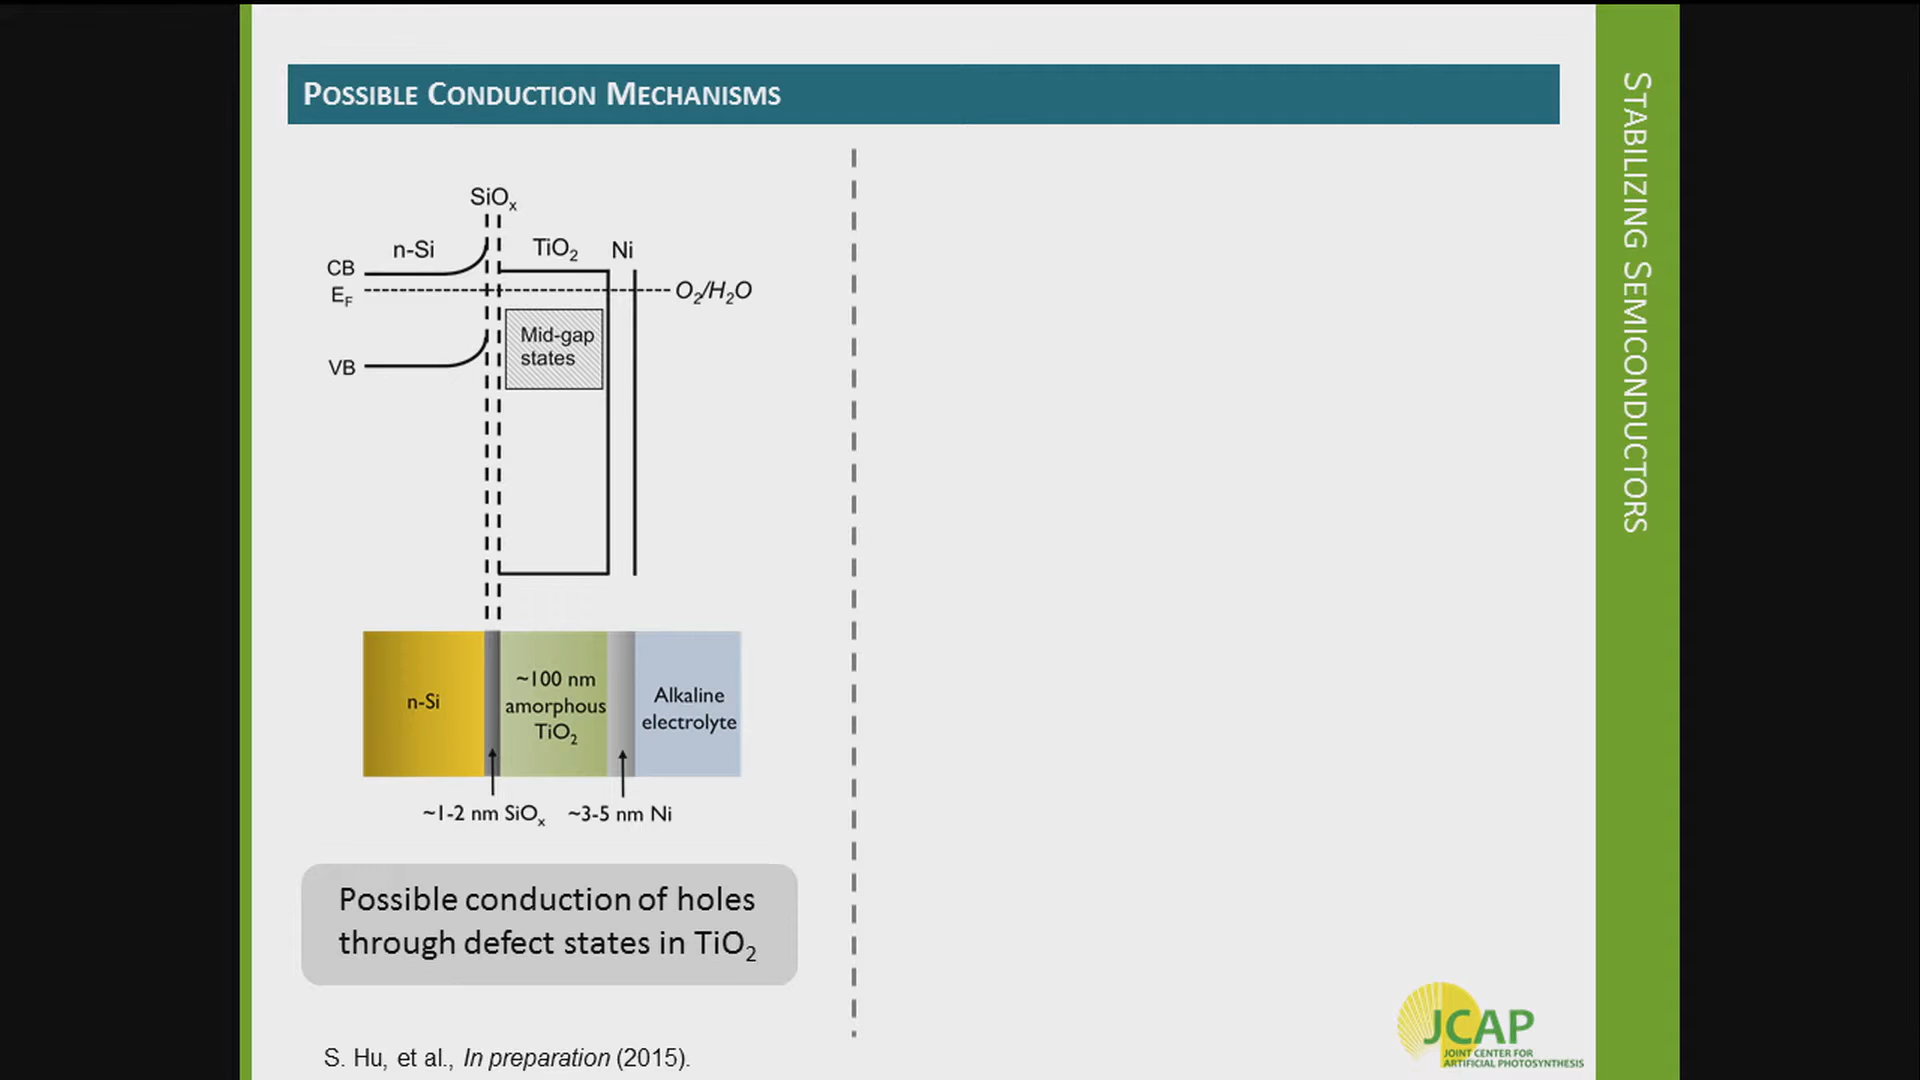 POSSIBLE CONDUCTION MECHANISMS
SiOₓ
n-Si
TiO₂
Ni
CB
E_F
O₂/H₂O
Mid-gap
states
VB
n-Si
~100 nm
amorphous
TiO₂
Alkaline
electrolyte
~1-2 nm SiOₓ
~3-5 nm Ni
Possible conduction of holes
through defect states in TiO₂
S. Hu, et al., In preparation (2015).
STABILIZING SEMICONDUCTORS
JCAP
JOINT CENTER FOR
ARTIFICIAL PHOTOSYNTHESIS